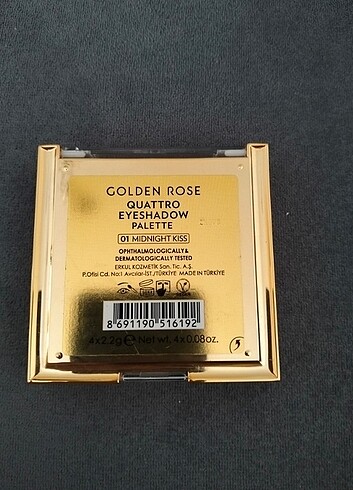 GOLDEN ROSE
QUATTRO
EYESHADOW
PALETTE
01 MIDNIGHT KISS
OPHTHALMOLOGICALLY&
DERMATOLOGICALLY TESTED
ERKUL KOZMETİK San. Tic. A.Ş.
P.Ofisi Cd. No:1 Avcılar-İST./TÜRKİYE MADE IN TÜRKİYE
8 691190 516192
4x2.2g ℮ Net wt. 4x0.08oz.